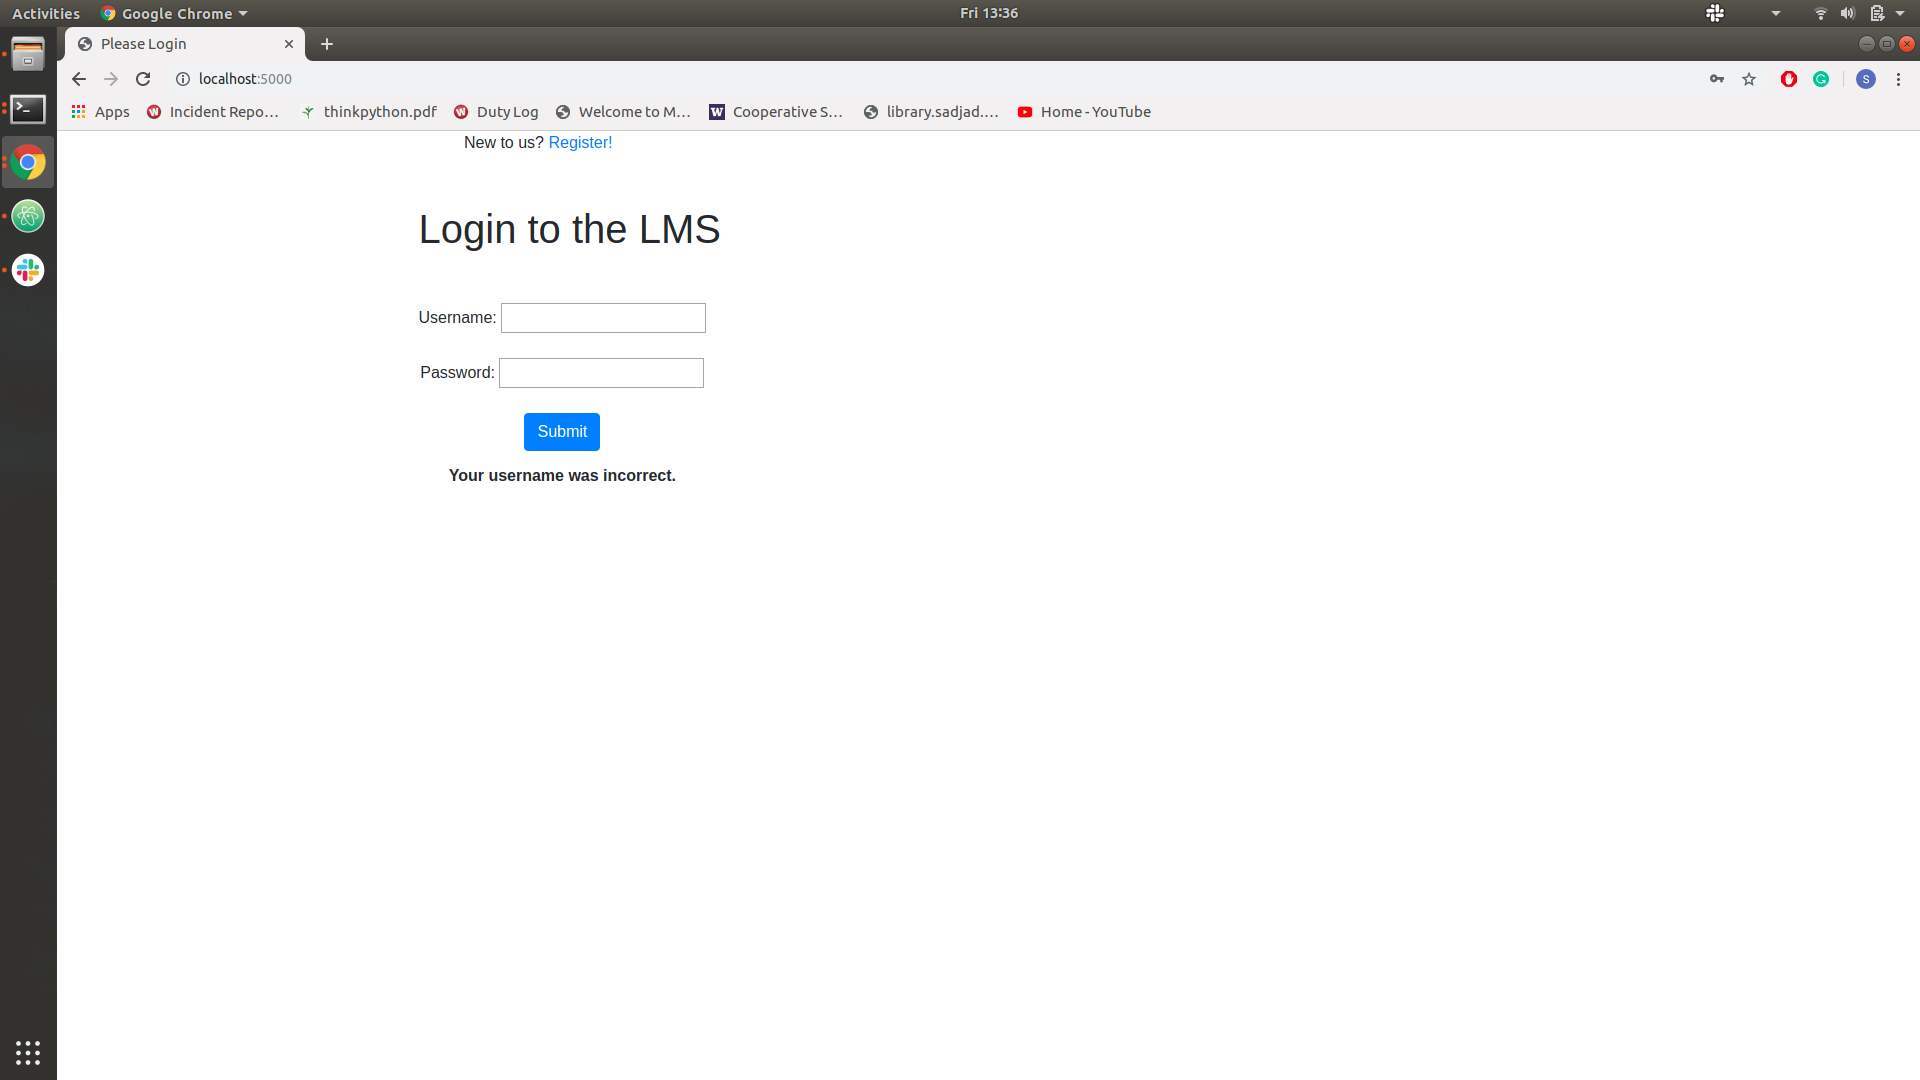 Activities Google Chrome Fri 13:36
Please Login
localhost:5000 S
Apps Incident Repo... thinkpython.pdf Duty Log Welcome to M... Cooperative S... library.sadjad.... Home - YouTube
New to us? Register!
Login to the LMS
Username:
Password:
Submit
Your username was incorrect.